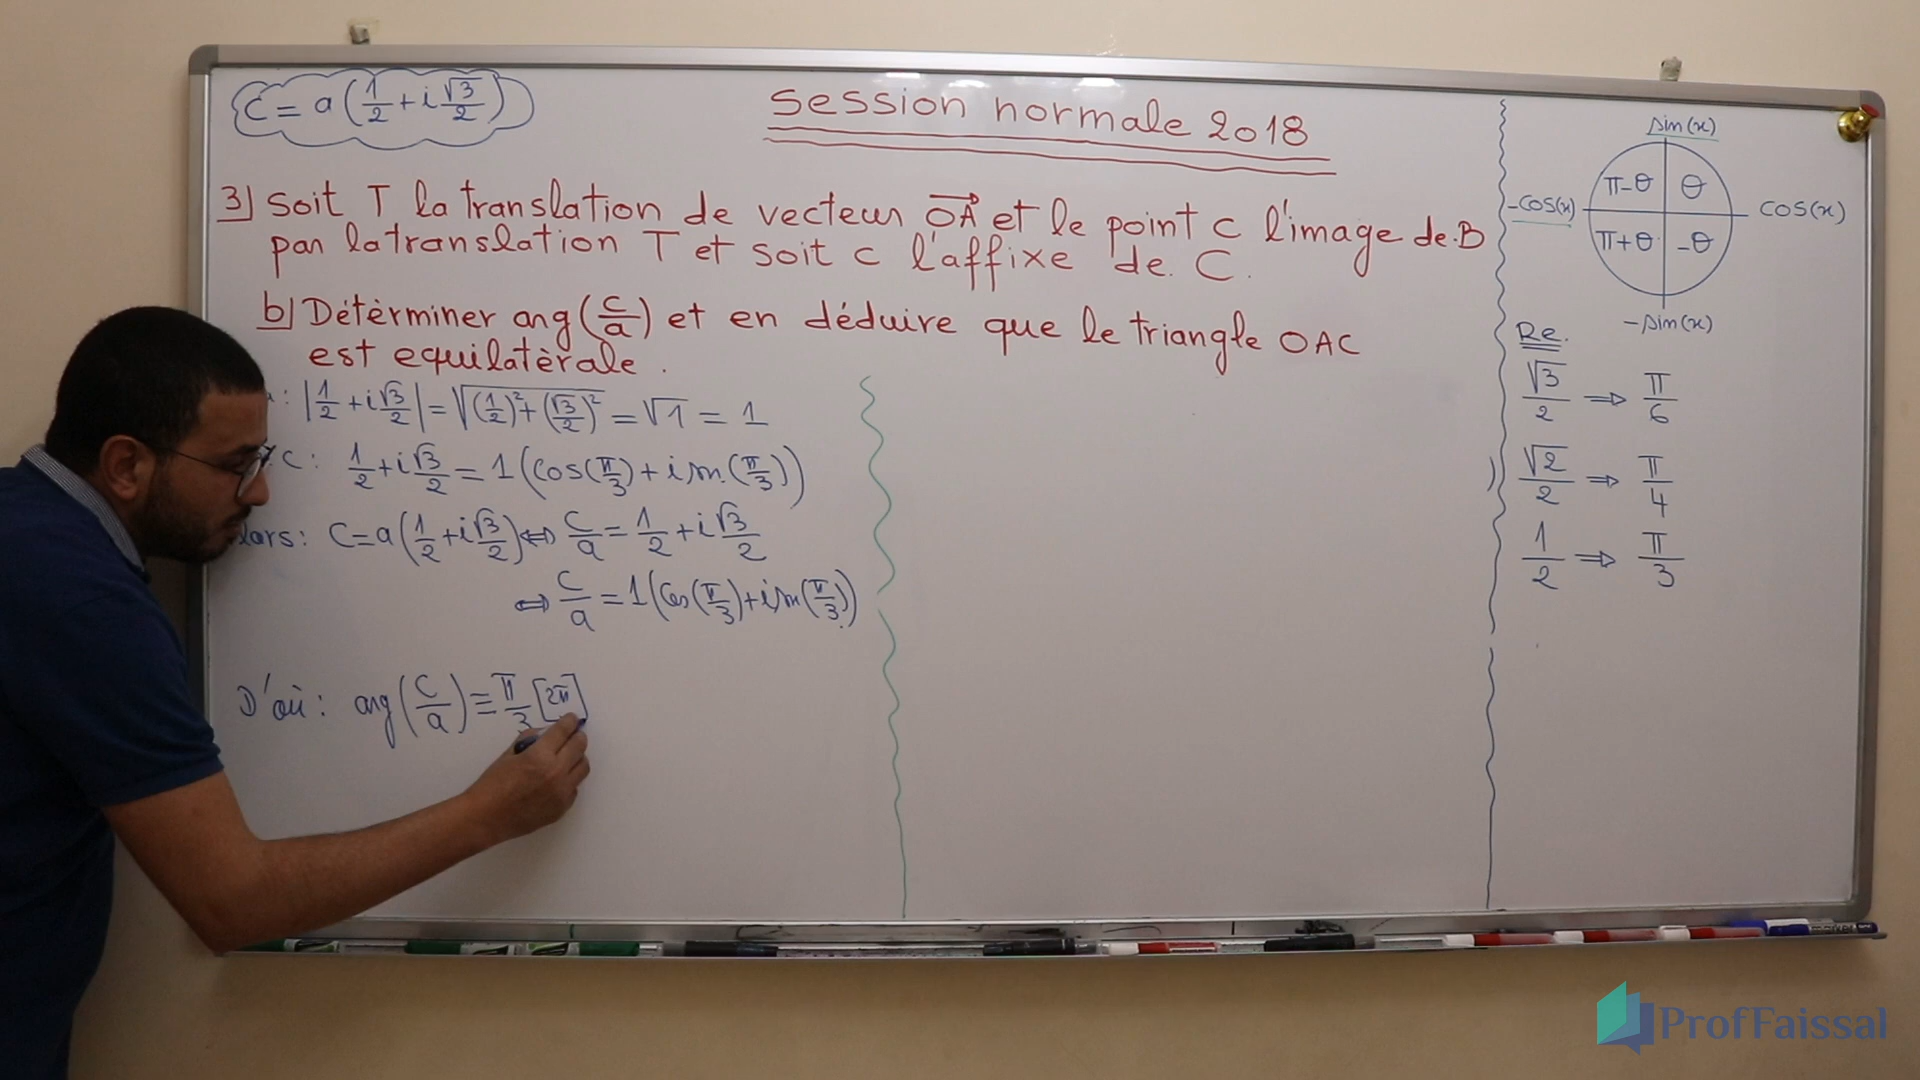 C = a(1/2 + i√3/2)
Session normale 2018
3) Soit T la translation de vecteur OA et le point C l'image de B
par la translation T et soit c l'affixe de C.
b) Détèrminer arg(c/a) et en déduire que le triangle OAC
est equilatèrale.
: |1/2 + i√3/2| = √((1/2)² + (√3/2)²) = √1 = 1
C: 1/2 + i√3/2 = 1(cos(π/3) + i sin(π/3))
lors: C = a(1/2 + i√3/2) ⇔ C/a = 1/2 + i√3/2
⇔ C/a = 1(cos(π/3) + i sin(π/3))
D'où: arg(C/a) ≡ π/3 [2π]
sin(x)
π-θ θ
-cos(x) cos(x)
π+θ -θ
-sin(x)
Re.
√3/2 ⇒ π/6
√2/2 ⇒ π/4
1/2 ⇒ π/3
ProfFaissal